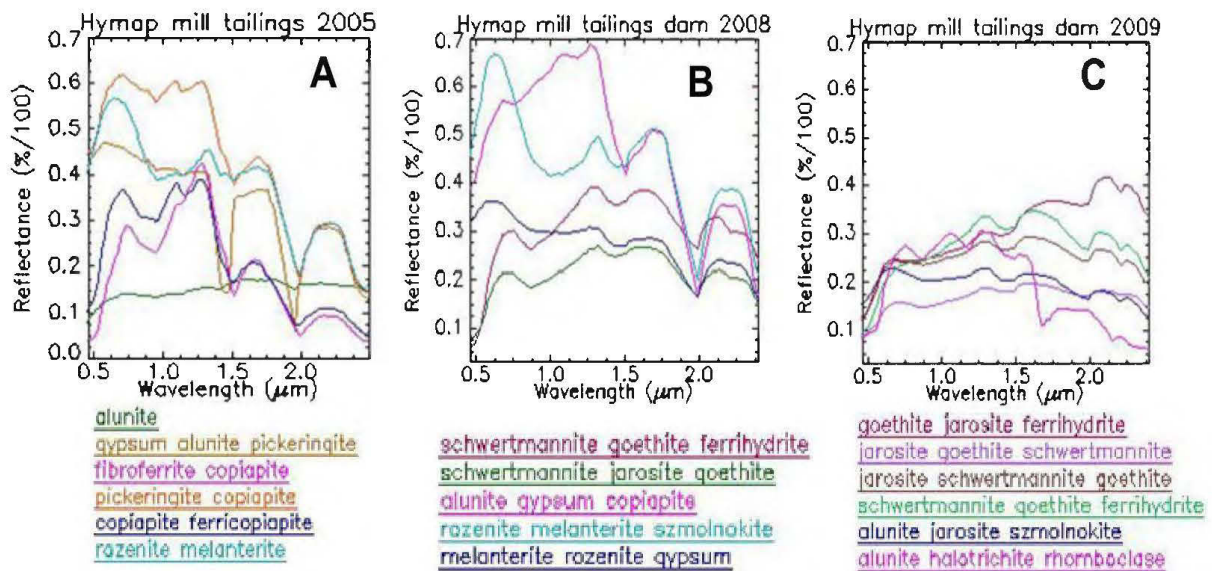 Hymap mill tailings 2005
A
Reflectance (%/100)
0.7
0.6
0.5
0.4
0.3
0.2
0.1
0.0
0.5 1.0 1.5 2.0
Wavelength (μm)
alunite
gypsum alunite pickeringite
fibroferrite copiapite
pickeringite copiapite
copiapite ferricopiapite
rozenite melanterite
Hymap mill tailings dam 2008
B
Reflectance (%/100)
0.7
0.6
0.5
0.4
0.3
0.2
0.1
0.5 1.0 1.5 2.0
Wavelength (μm)
schwertmannite goethite ferrihydrite
schwertmannite jarosite goethite
alunite gypsum copiapite
rozenite melanterite szmolnokite
melanterite rozenite gypsum
Hymap mill tailings dam 2009
C
Reflectance (%/100)
0.7
0.6
0.5
0.4
0.3
0.2
0.1
0.5 1.0 1.5 2.0
Wavelength (μm)
goethite jarosite ferrihydrite
jarosite goethite schwertmannite
jarosite schwertmannite goethite
schwertmannite goethite ferrihydrite
alunite jarosite szmolnokite
alunite halotrichite rhomboclase